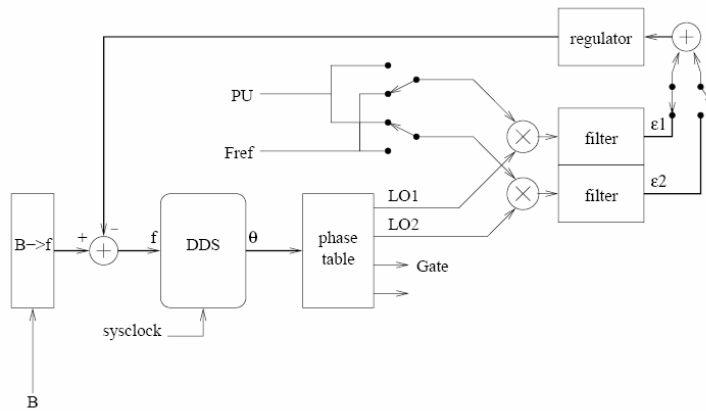 regulator
+
PU
Fref
×
filter
ε1
×
filter
ε2
LO1
LO2
B−>f
+
−
+
f
DDS
θ
phase
table
Gate
sysclock
B